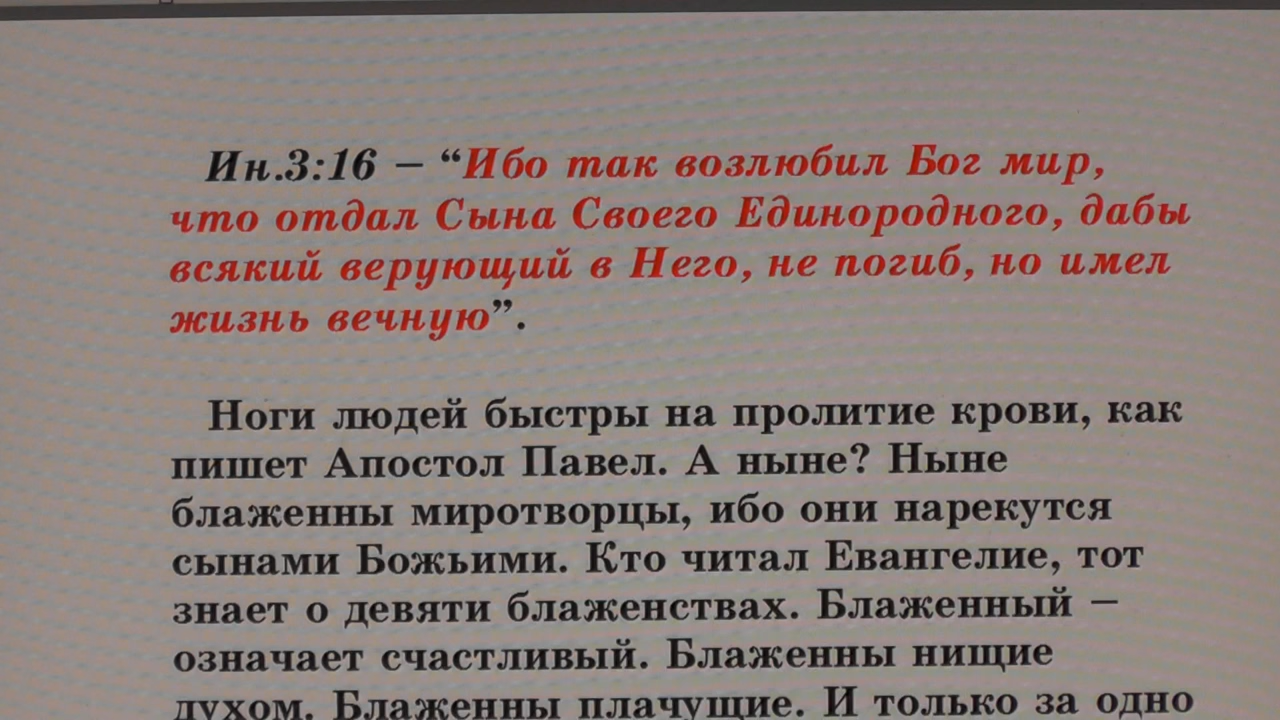 Ин.3:16 – “Ибо так возлюбил Бог мир,
что отдал Сына Своего Единородного, дабы
всякий верующий в Него, не погиб, но имел
жизнь вечную”.
Ноги людей быстры на пролитие крови, как
пишет Апостол Павел. А ныне? Ныне
блаженны миротворцы, ибо они нарекутся
сынами Божьими. Кто читал Евангелие, тот
знает о девяти блаженствах. Блаженный –
означает счастливый. Блаженны нищие
духом. Блаженны плачущие. И только за одно